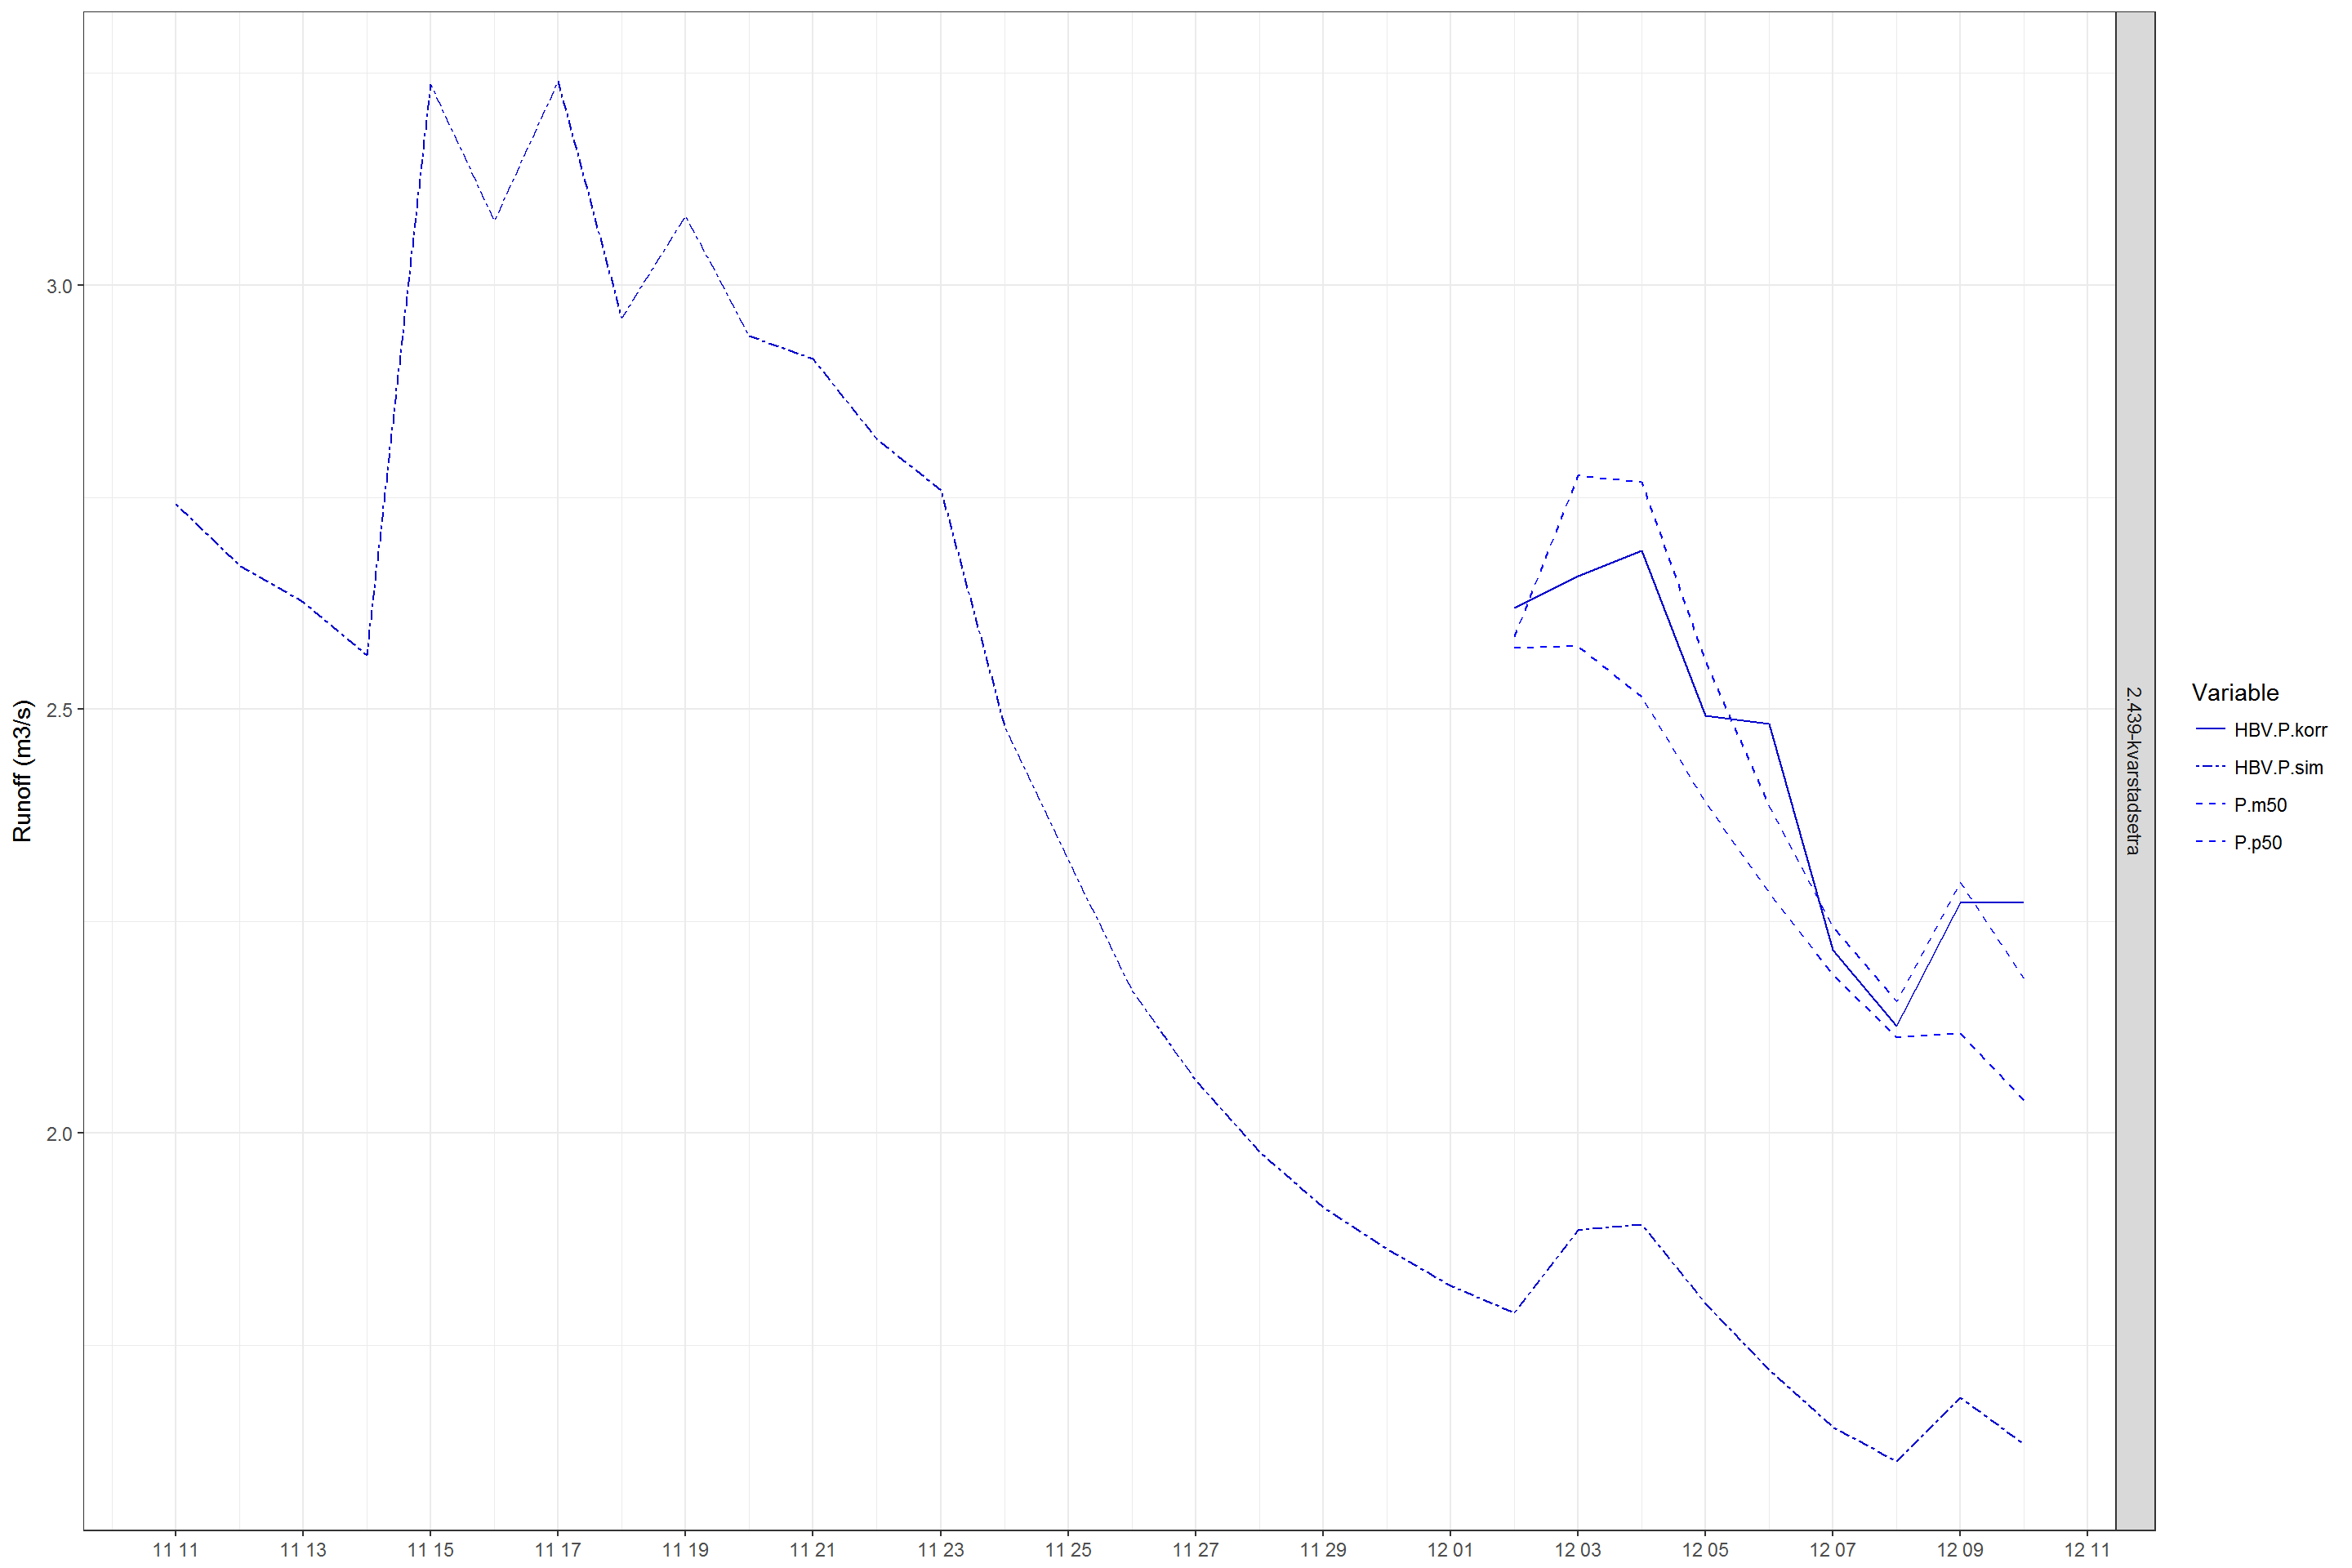 Runoff (m3/s)
3.0
2.5
2.0
11 11
11 13
11 15
11 17
11 19
11 21
11 23
11 25
11 27
11 29
12 01
12 03
12 05
12 07
12 09
12 11
2.439-kvarstadsetra
Variable
HBV.P.korr
HBV.P.sim
P.m50
P.p50